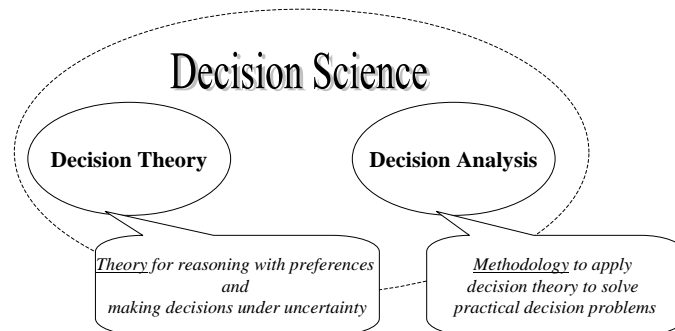 Decision Science
Decision Theory
Decision Analysis
Theory for reasoning with preferences
and
making decisions under uncertainty
Methodology to apply
decision theory to solve
practical decision problems